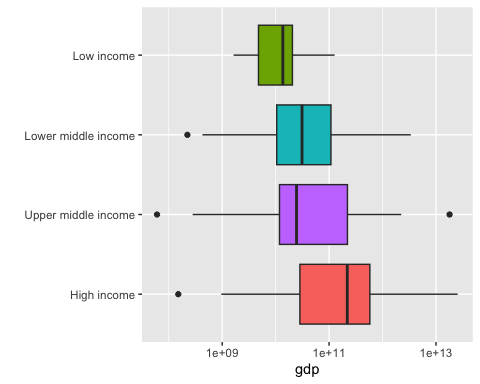 Low income
Lower middle income
Upper middle income
High income
1e+09 1e+11 1e+13
gdp